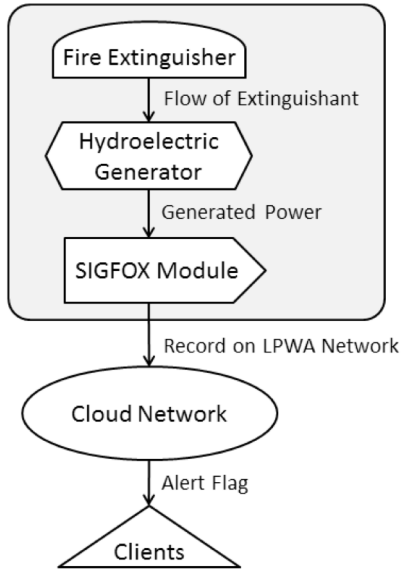 Fire Extinguisher
Flow of Extinguishant
Hydroelectric
Generator
Generated Power
SIGFOX Module
Record on LPWA Network
Cloud Network
Alert Flag
Clients